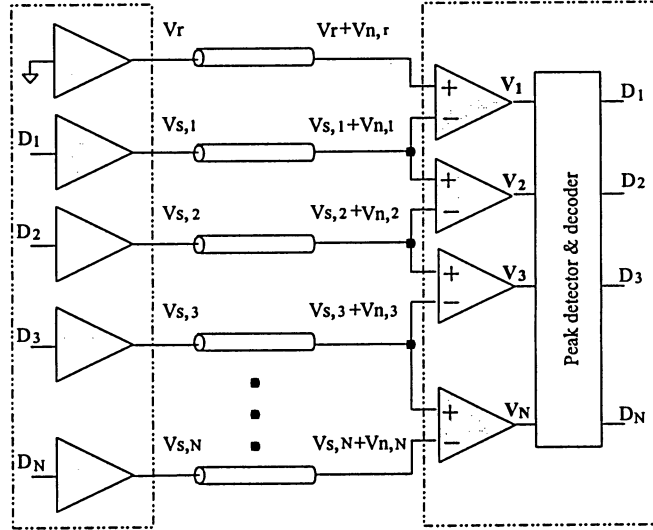 Vr
Vr+Vn,r
D1
Vs,1
Vs,1+Vn,1
D2
Vs,2
Vs,2+Vn,2
D3
Vs,3
Vs,3+Vn,3
DN
Vs,N
Vs,N+Vn,N
+
−
V1
+
−
V2
+
−
V3
+
−
VN
Peak detector & decoder
D1
D2
D3
DN